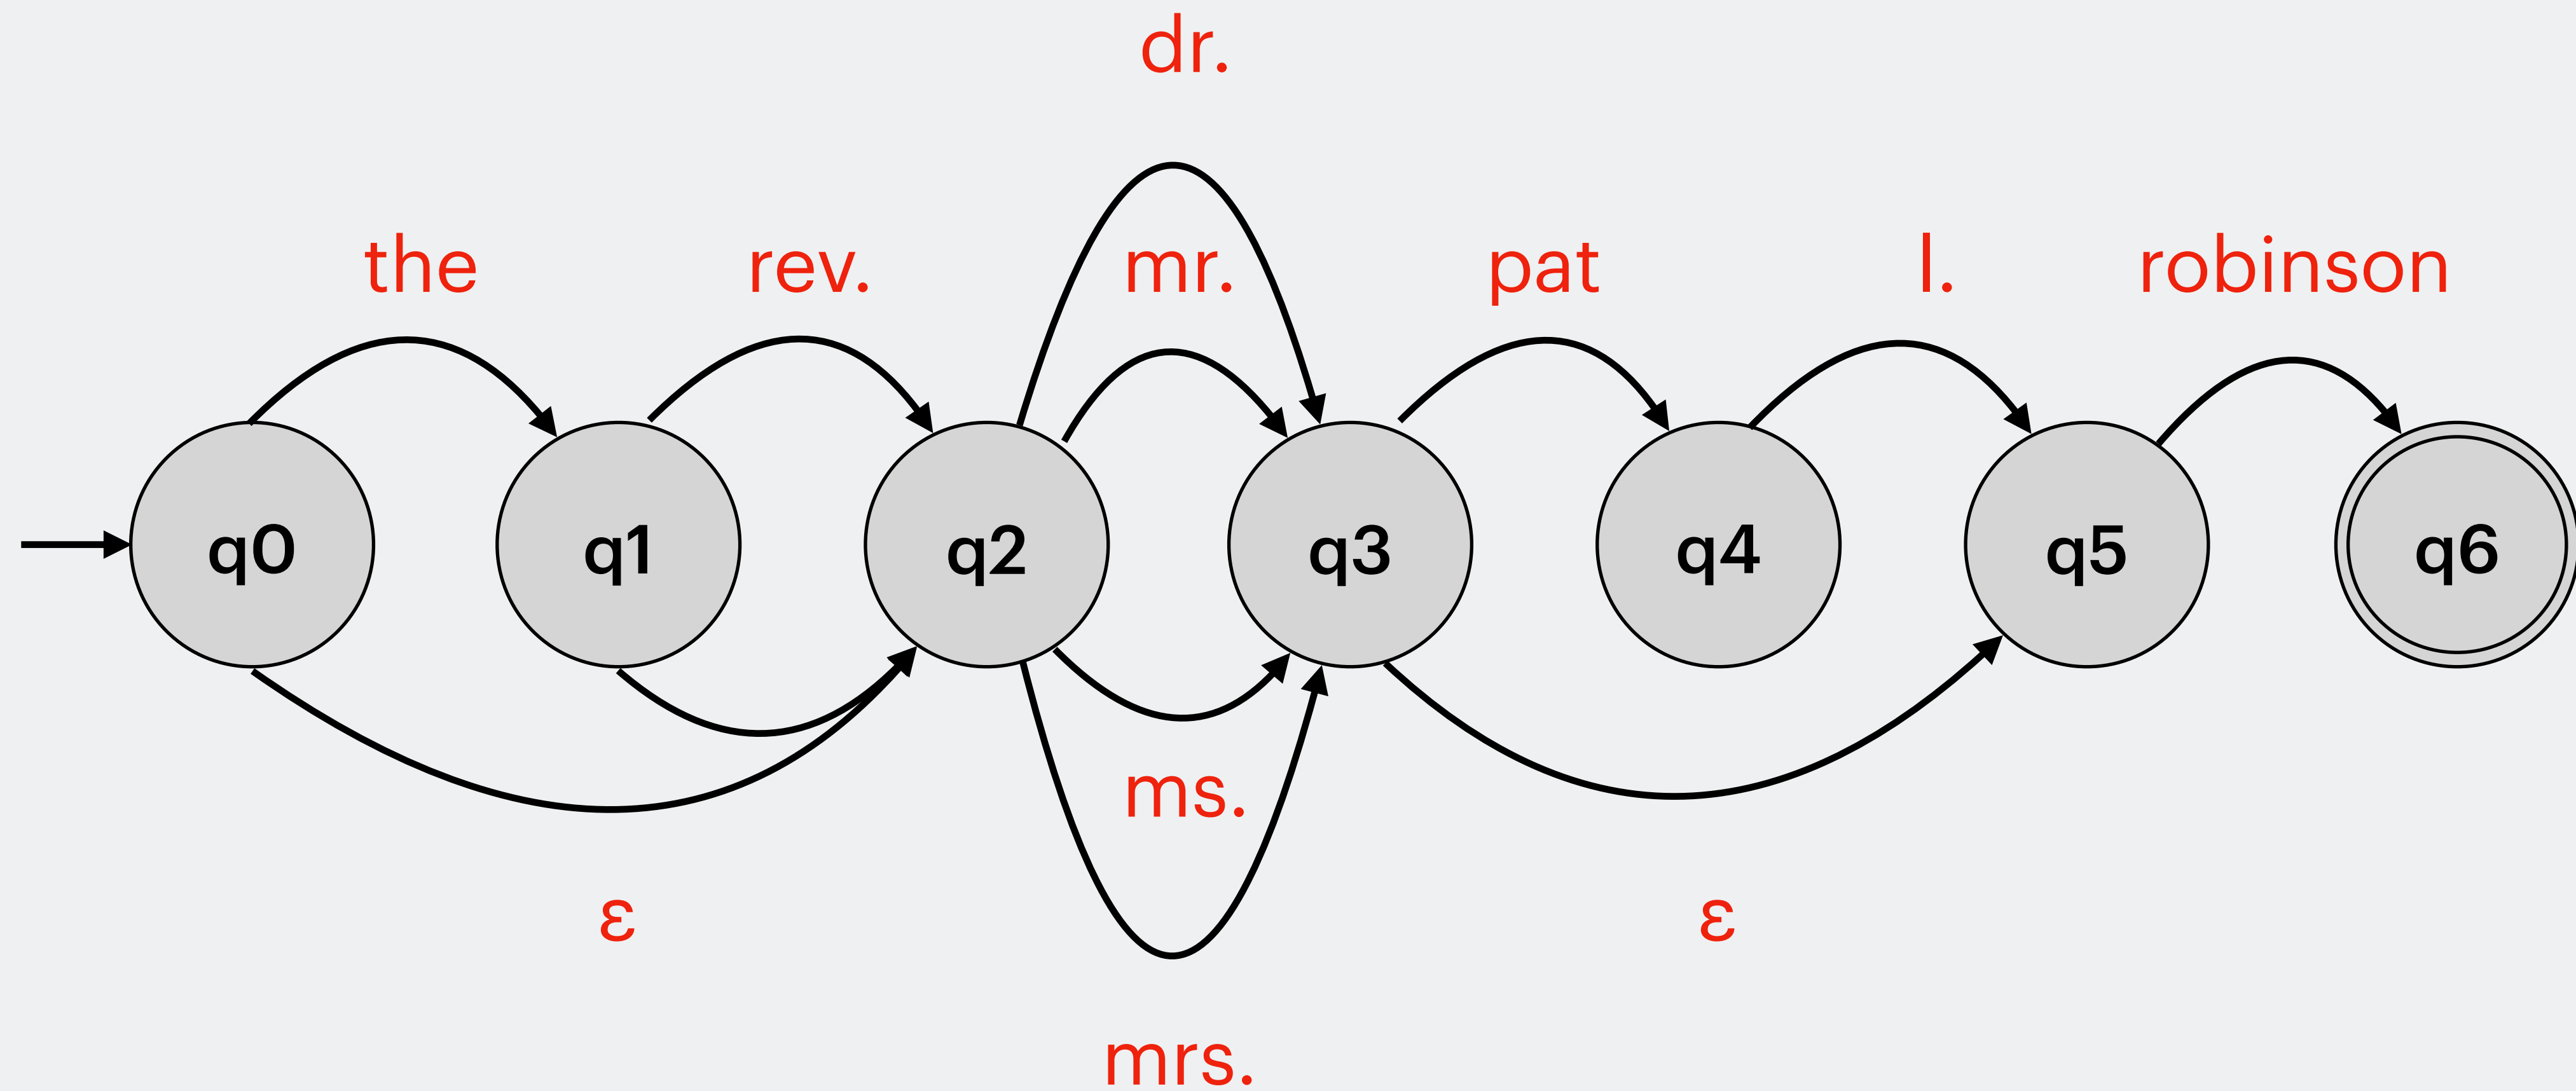 dr.
the
rev.
mr.
pat
l.
robinson
q0
q1
q2
q3
q4
q5
q6
ms.
ε
ε
mrs.